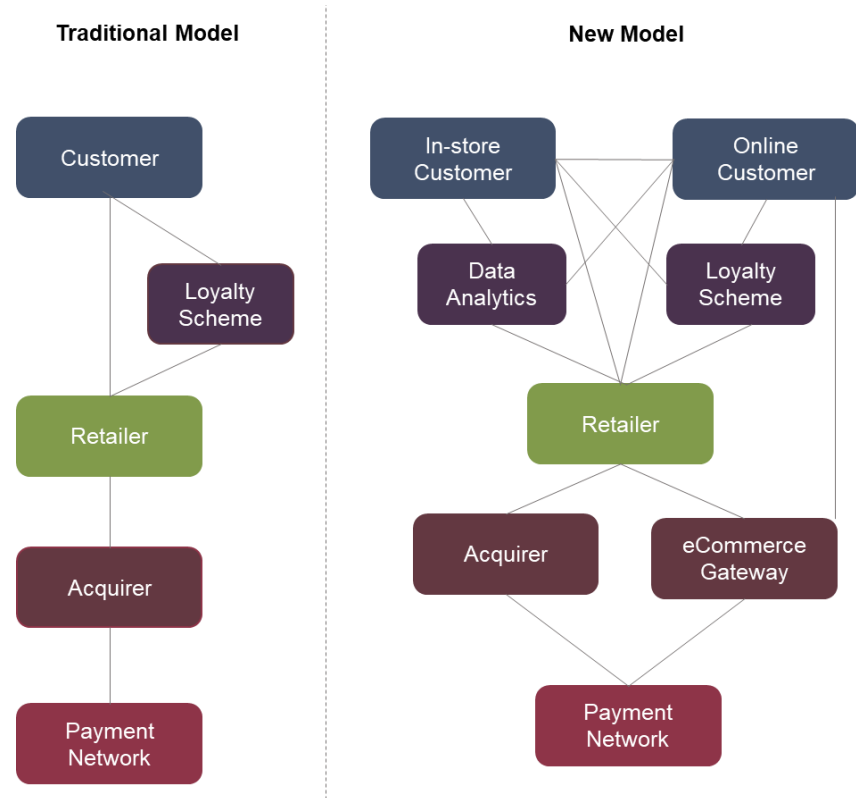 Traditional Model
Customer
Loyalty
Scheme
Retailer
Acquirer
Payment
Network
New Model
In-store
Customer
Online
Customer
Data
Analytics
Loyalty
Scheme
Retailer
Acquirer
eCommerce
Gateway
Payment
Network